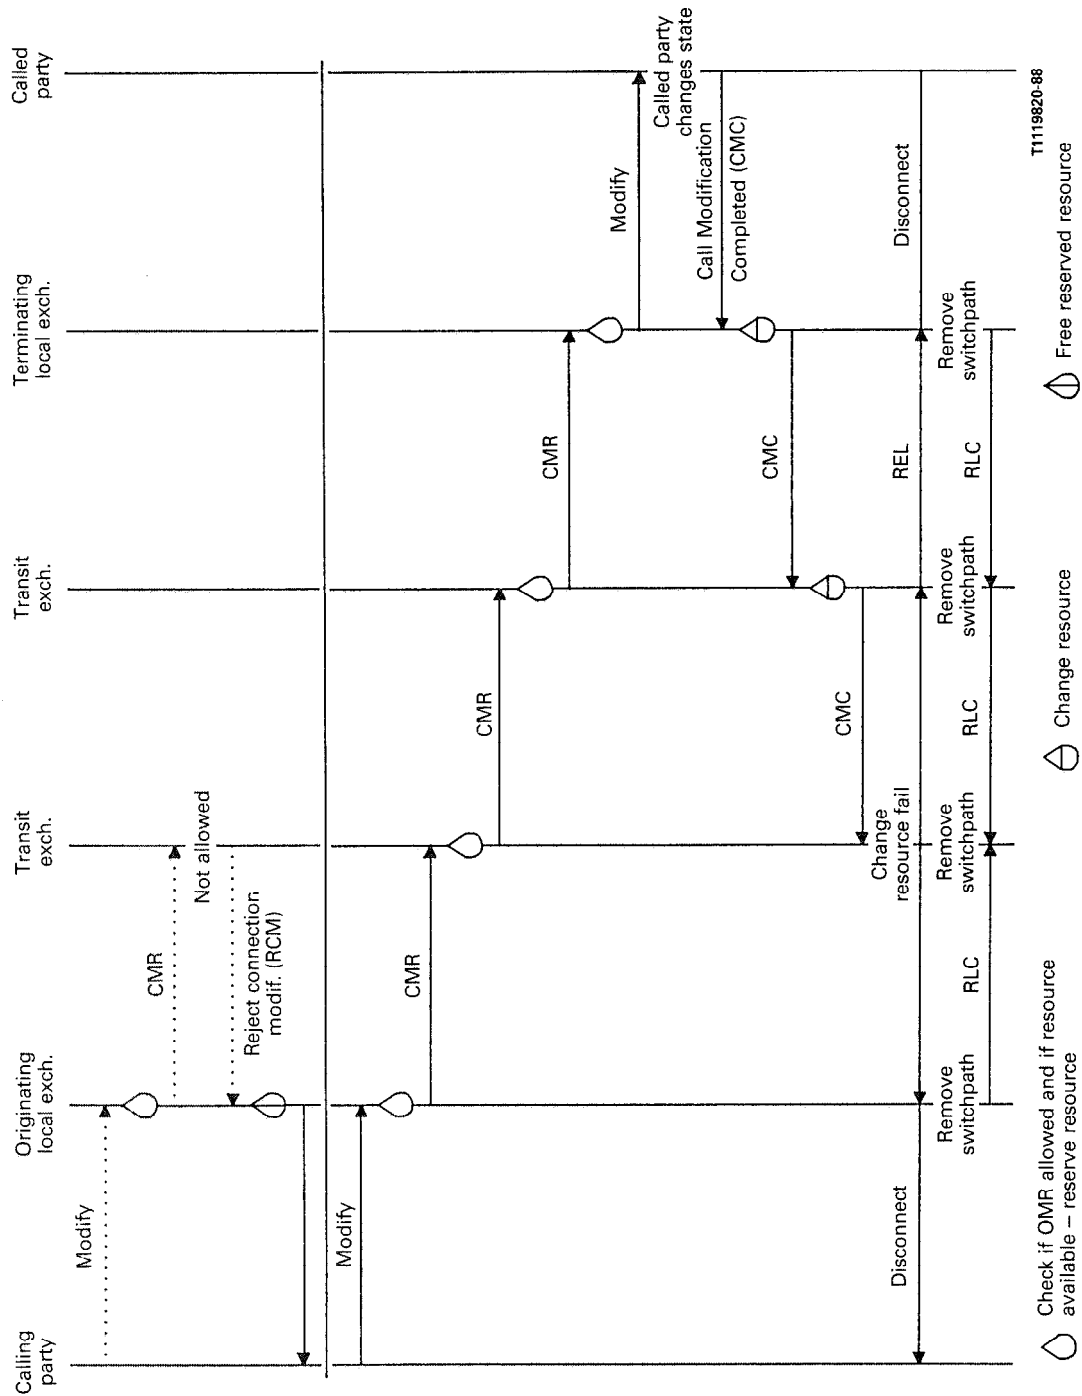 Calling
party
Originating
local exch.
Transit
exch.
Transit
exch.
Terminating
local exch.
Called
party
Modify
CMR
Not allowed
Reject connection
modif. (RCM)
Modify
CMR
CMR
CMR
Modify
Called party
changes state
Call Modification
Completed (CMC)
CMC
CMC
Change
resource fail
Disconnect
REL
Disconnect
Remove
switchpath
Remove
switchpath
Remove
switchpath
Remove
switchpath
RLC
RLC
RLC
T1119820-88
Check if OMR allowed and if resource
available – reserve resource
Change resource
Free reserved resource